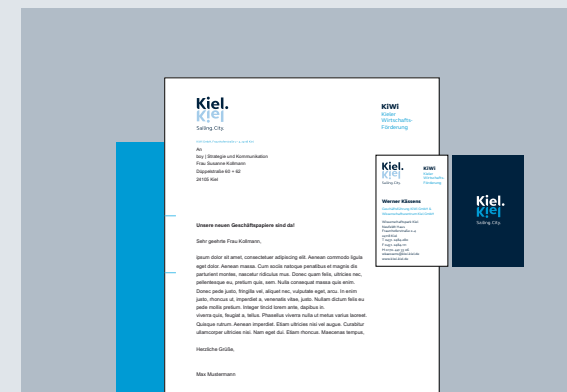 Kiel.
Kiel
Sailing City.
KiWi
Kieler
Wirtschafts-
Förderung
An
boy | Strategie und Kommunikation
Frau Susanne Kollmann
Düppelstraße 60 + 62
24105 Kiel
Unsere neuen Geschäftspapiere sind da!
Sehr geehrte Frau Kollmann,
ipsum dolor sit amet, consectetuer adipiscing elit. Aenean commodo ligula
eget dolor. Aenean massa. Cum sociis natoque penatibus et magnis dis
parturient montes, nascetur ridiculus mus. Donec quam felis, ultricies nec,
pellentesque eu, pretium quis, sem. Nulla consequat massa quis enim.
Donec pede justo, fringilla vel, aliquet nec, vulputate eget, arcu. In enim
justo, rhoncus ut, imperdiet a, venenatis vitae, justo. Nullam dictum felis eu
pede mollis pretium. Integer tincid lorem ante, dapibus in.
viverra quis, feugiat a, tellus. Phasellus viverra nulla ut metus varius laoreet.
Quisque rutrum. Aenean imperdiet. Etiam ultricies nisi vel augue. Curabitur
ullamcorper ultricies nisi. Nam eget dui. Etiam rhoncus. Maecenas tempus,
Herzliche Grüße,
Max Mustermann
Kiel.
Kiel
Sailing City.
KiWi
Kieler
Wirtschafts-
Förderung
Werner Kässens
Kiel.
Kiel
Sailing City.